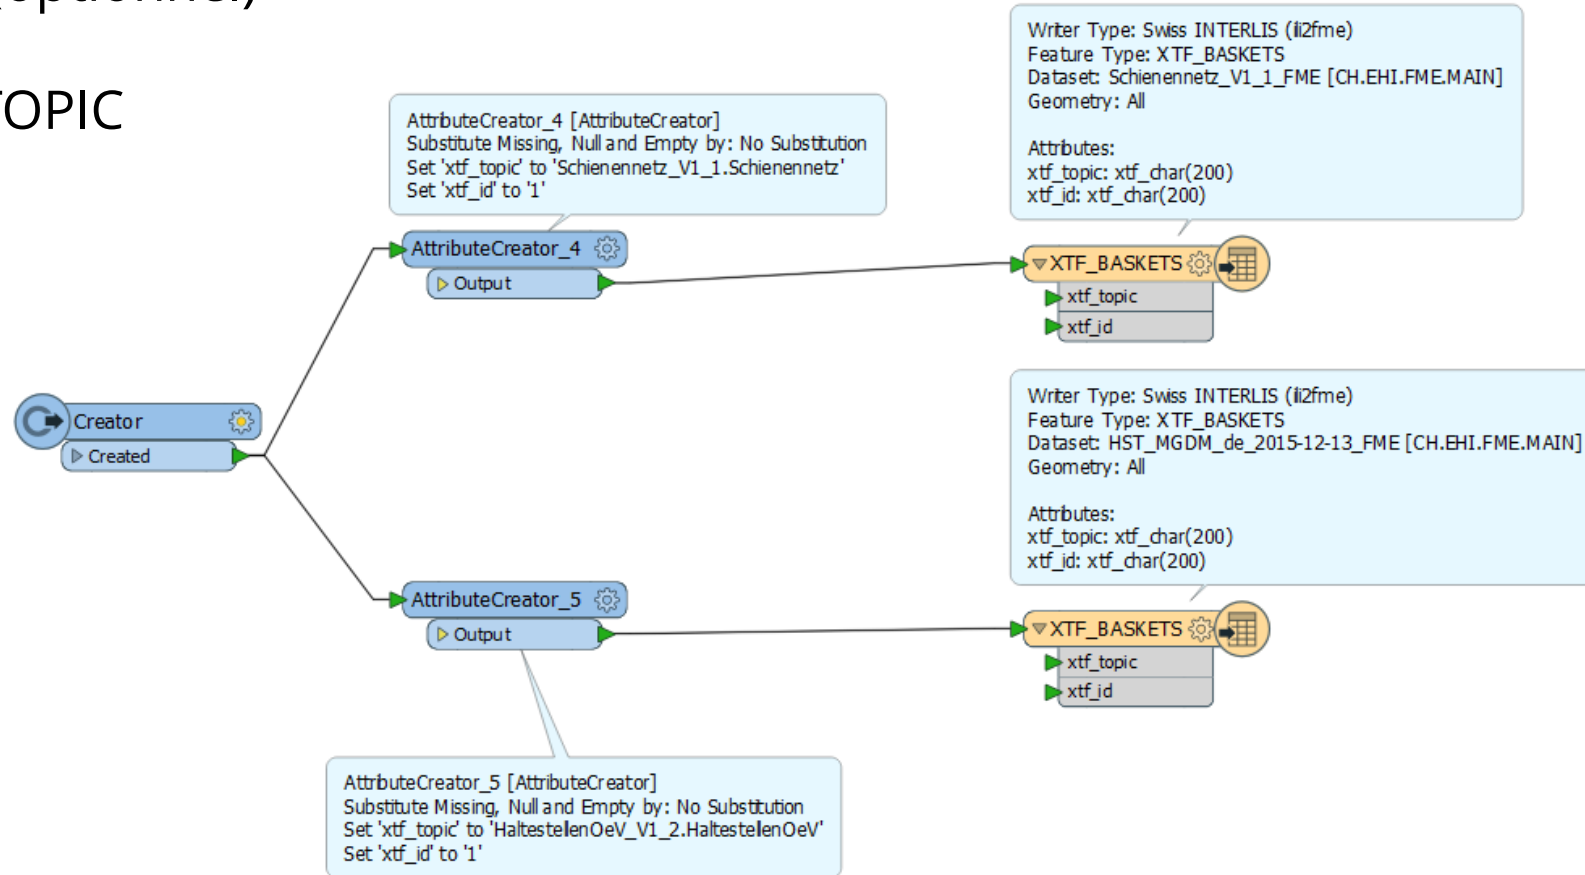 optionnel)
TOPIC
Writer Type: Swiss INTERLIS (ili2fme)
Feature Type: XTF_BASKETS
Dataset: Schienennetz_V1_1_FME [CH.EHI.FME.MAIN]
Geometry: All
Attributes:
xtf_topic: xtf_char(200)
xtf_id: xtf_char(200)
AttributeCreator_4 [AttributeCreator]
Substitute Missing, Null and Empty by: No Substitution
Set 'xtf_topic' to 'Schienennetz_V1_1.Schienennetz'
Set 'xtf_id' to '1'
AttributeCreator_4
Output
XTF_BASKETS
xtf_topic
xtf_id
Creator
Created
Writer Type: Swiss INTERLIS (ili2fme)
Feature Type: XTF_BASKETS
Dataset: HST_MGDM_de_2015-12-13_FME [CH.EHI.FME.MAIN]
Geometry: All
Attributes:
xtf_topic: xtf_char(200)
xtf_id: xtf_char(200)
AttributeCreator_5
Output
XTF_BASKETS
xtf_topic
xtf_id
AttributeCreator_5 [AttributeCreator]
Substitute Missing, Null and Empty by: No Substitution
Set 'xtf_topic' to 'HaltestellenOeV_V1_2.HaltestellenOeV'
Set 'xtf_id' to '1'